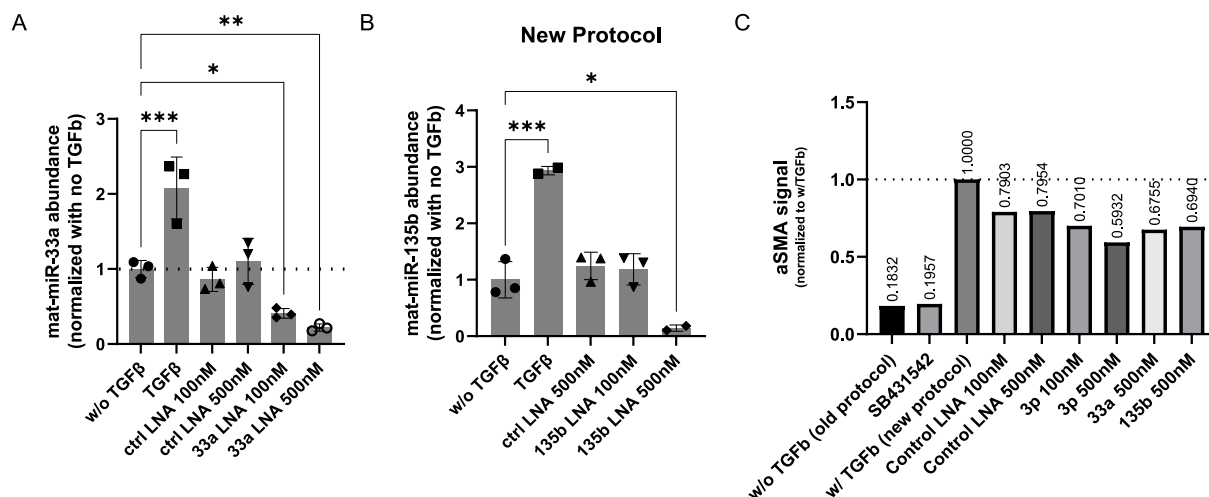 A
mat-miR-33a abundance
(normalized with no TGFb)
**
*
***
3
2
1
0
w/o TGFβ
TGFβ
ctrl LNA 100nM
ctrl LNA 500nM
33a LNA 100nM
33a LNA 500nM
B
New Protocol
mat-miR-135b abundance
(normalized with no TGFb)
*
***
4
3
2
1
0
w/o TGFβ
TGFβ
ctrl LNA 500nM
135b LNA 100nM
135b LNA 500nM
C
aSMA signal
(normalized to w/TGFb)
1.5
1.0
0.5
0.0
0.1832
0.1957
1.0000
0.7903
0.7954
0.7010
0.5932
0.6755
0.6940
w/o TGFb (old protocol)
SB431542
w/ TGFb (new protocol)
Control LNA 100nM
Control LNA 500nM
3p 100nM
3p 500nM
33a 500nM
135b 500nM